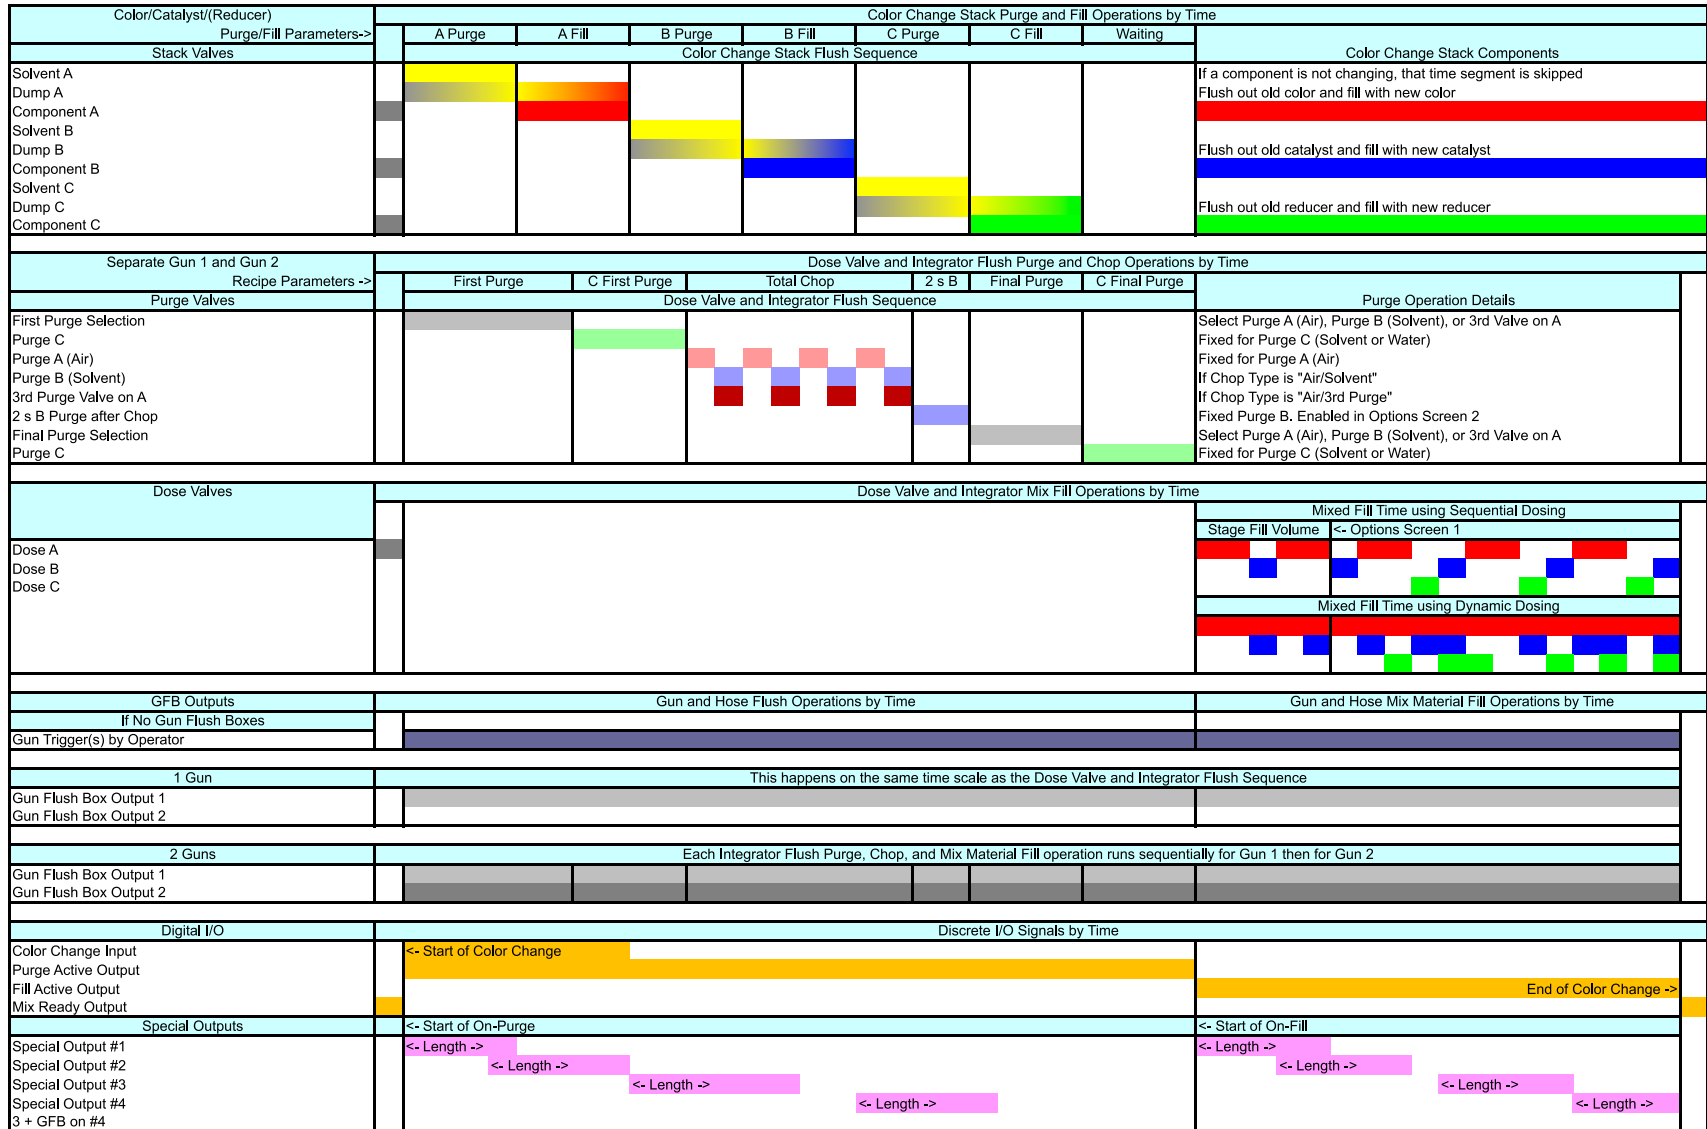 Color/Catalyst/(Reducer) Color Change Stack Purge and Fill Operations by Time
Purge/Fill Parameters-> A Purge A Fill B Purge B Fill C Purge C Fill Waiting
Stack Valves Color Change Stack Flush Sequence Color Change Stack Components
Solvent A If a component is not changing, that time segment is skipped
Dump A Flush out old color and fill with new color
Component A
Solvent B
Dump B Flush out old catalyst and fill with new catalyst
Component B
Solvent C
Dump C Flush out old reducer and fill with new reducer
Component C
Separate Gun 1 and Gun 2 Dose Valve and Integrator Flush Purge and Chop Operations by Time
Recipe Parameters -> First Purge C First Purge Total Chop 2 s B Final Purge C Final Purge
Purge Valves Dose Valve and Integrator Flush Sequence Purge Operation Details
First Purge Selection Select Purge A (Air), Purge B (Solvent), or 3rd Valve on A
Purge C Fixed for Purge C (Solvent or Water)
Purge A (Air) Fixed for Purge A (Air)
Purge B (Solvent) If Chop Type is "Air/Solvent"
3rd Purge Valve on A If Chop Type is "Air/3rd Purge"
2 s B Purge after Chop Fixed Purge B. Enabled in Options Screen 2
Final Purge Selection Select Purge A (Air), Purge B (Solvent), or 3rd Valve on A
Purge C Fixed for Purge C (Solvent or Water)
Dose Valves Dose Valve and Integrator Mix Fill Operations by Time
Mixed Fill Time using Sequential Dosing
Stage Fill Volume <- Options Screen 1
Dose A
Dose B
Dose C
Mixed Fill Time using Dynamic Dosing
GFB Outputs Gun and Hose Flush Operations by Time Gun and Hose Mix Material Fill Operations by Time
If No Gun Flush Boxes
Gun Trigger(s) by Operator
1 Gun This happens on the same time scale as the Dose Valve and Integrator Flush Sequence
Gun Flush Box Output 1
Gun Flush Box Output 2
2 Guns Each Integrator Flush Purge, Chop, and Mix Material Fill operation runs sequentially for Gun 1 then for Gun 2
Gun Flush Box Output 1
Gun Flush Box Output 2
Digital I/O Discrete I/O Signals by Time
Color Change Input <- Start of Color Change
Purge Active Output
Fill Active Output End of Color Change ->
Mix Ready Output
Special Outputs <- Start of On-Purge <- Start of On-Fill
Special Output #1 <- Length -> <- Length ->
Special Output #2 <- Length -> <- Length ->
Special Output #3 <- Length -> <- Length ->
Special Output #4 <- Length -> <- Length ->
3 + GFB on #4